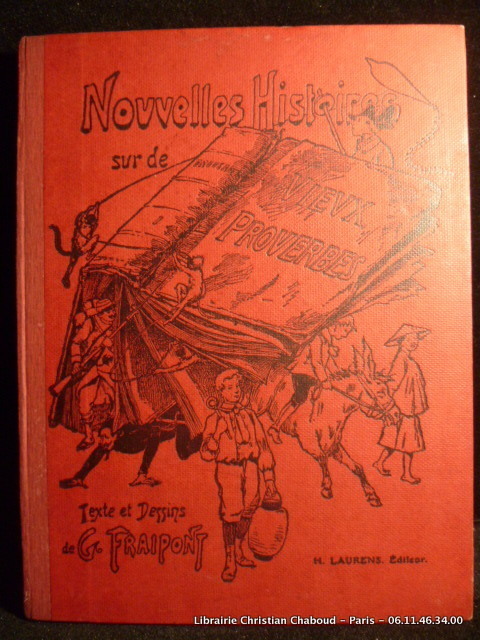 Nouvelles Histoires
sur de
VIEUX
PROVERBES
Texte et Dessins
de G. FRAIPONT
H. LAURENS, Éditeur.
Librairie Christian Chaboud - Paris - 06.11.46.34.00